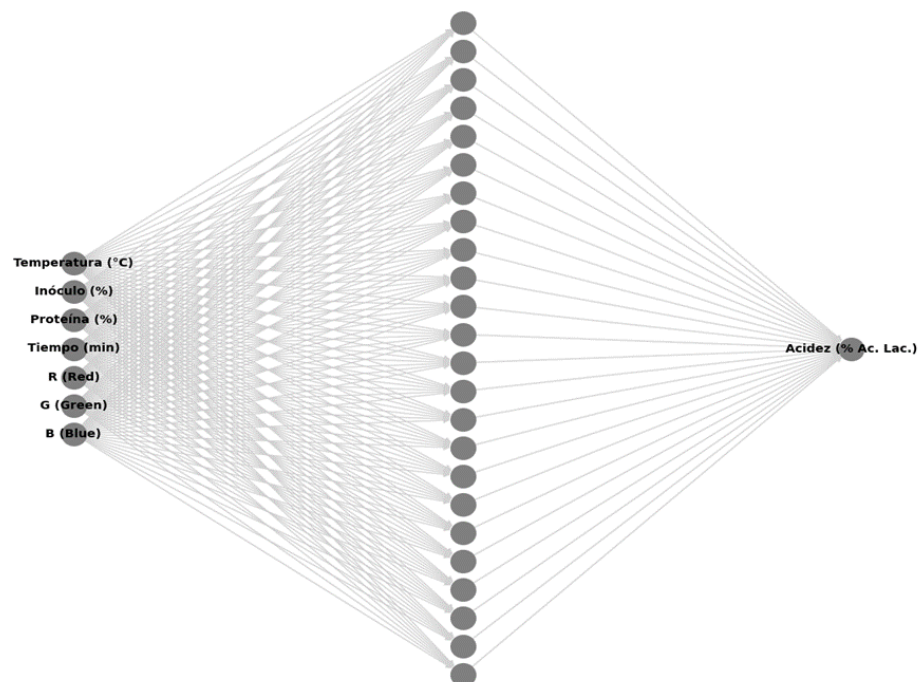 Temperatura (°C)
Inóculo (%)
Proteína (%)
Tiempo (min)
R (Red)
G (Green)
B (Blue)
Acidez (% Ac. Lac.)